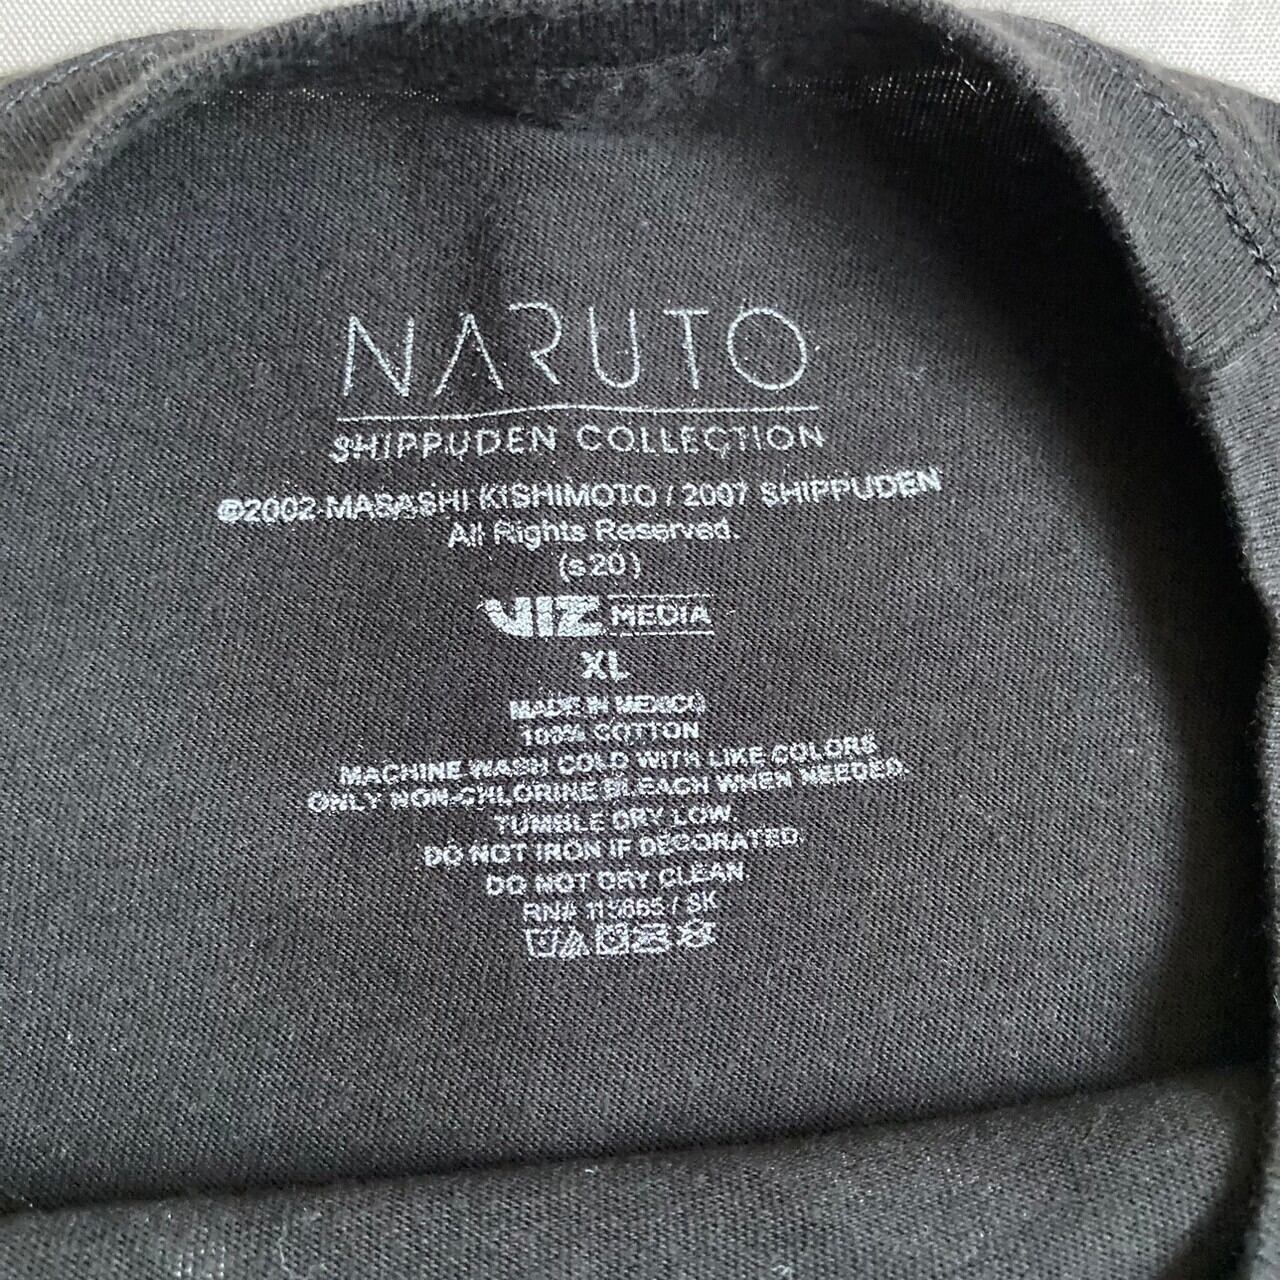 NARUTO
SHIPPUDEN COLLECTION
©2002 MASASHI KISHIMOTO / 2007 SHIPPUDEN
All Rights Reserved.
(s20)
VIZ MEDIA
XL
MADE IN MEXICO
100% COTTON
MACHINE WASH COLD WITH LIKE COLORS
ONLY NON-CHLORINE BLEACH WHEN NEEDED.
TUMBLE DRY LOW.
DO NOT IRON IF DECORATED.
DO NOT DRY CLEAN.
RN# 115665 / SK